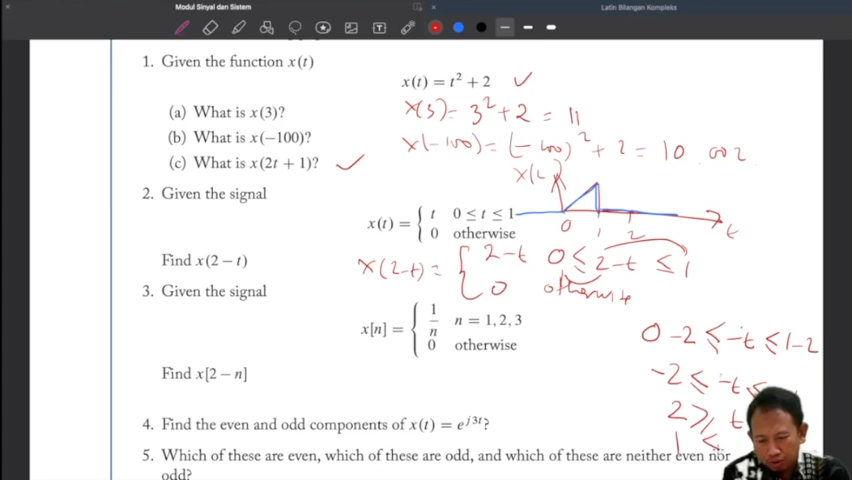 Modul Sinyal dan Sistem
Latin Bilangan Kompleks
1. Given the function x(t)
x(t) = t² + 2 ✓
(a) What is x(3)?
x(3) = 3² + 2 = 11
(b) What is x(−100)?
x(−100) = (−100)² + 2 = 10 002
(c) What is x(2t + 1)? ✓
2. Given the signal
x(t) = { t 0 ≤ t ≤ 1
0 otherwise
0 1 2 t
Find x(2 − t)
x(2−t) = { 2−t 0 ≤ 2−t ≤ 1
0 otherwise
3. Given the signal
x[n] = { 1/n n = 1, 2, 3
0 otherwise
0−2 ≤ −t ≤ 1−2
Find x[2 − n]
−2 ≤ −t ≤
2 ≥ t
1 ≤
4. Find the even and odd components of x(t) = e^{j3t}?
5. Which of these are even, which of these are odd, and which of these are neither even nor
odd?